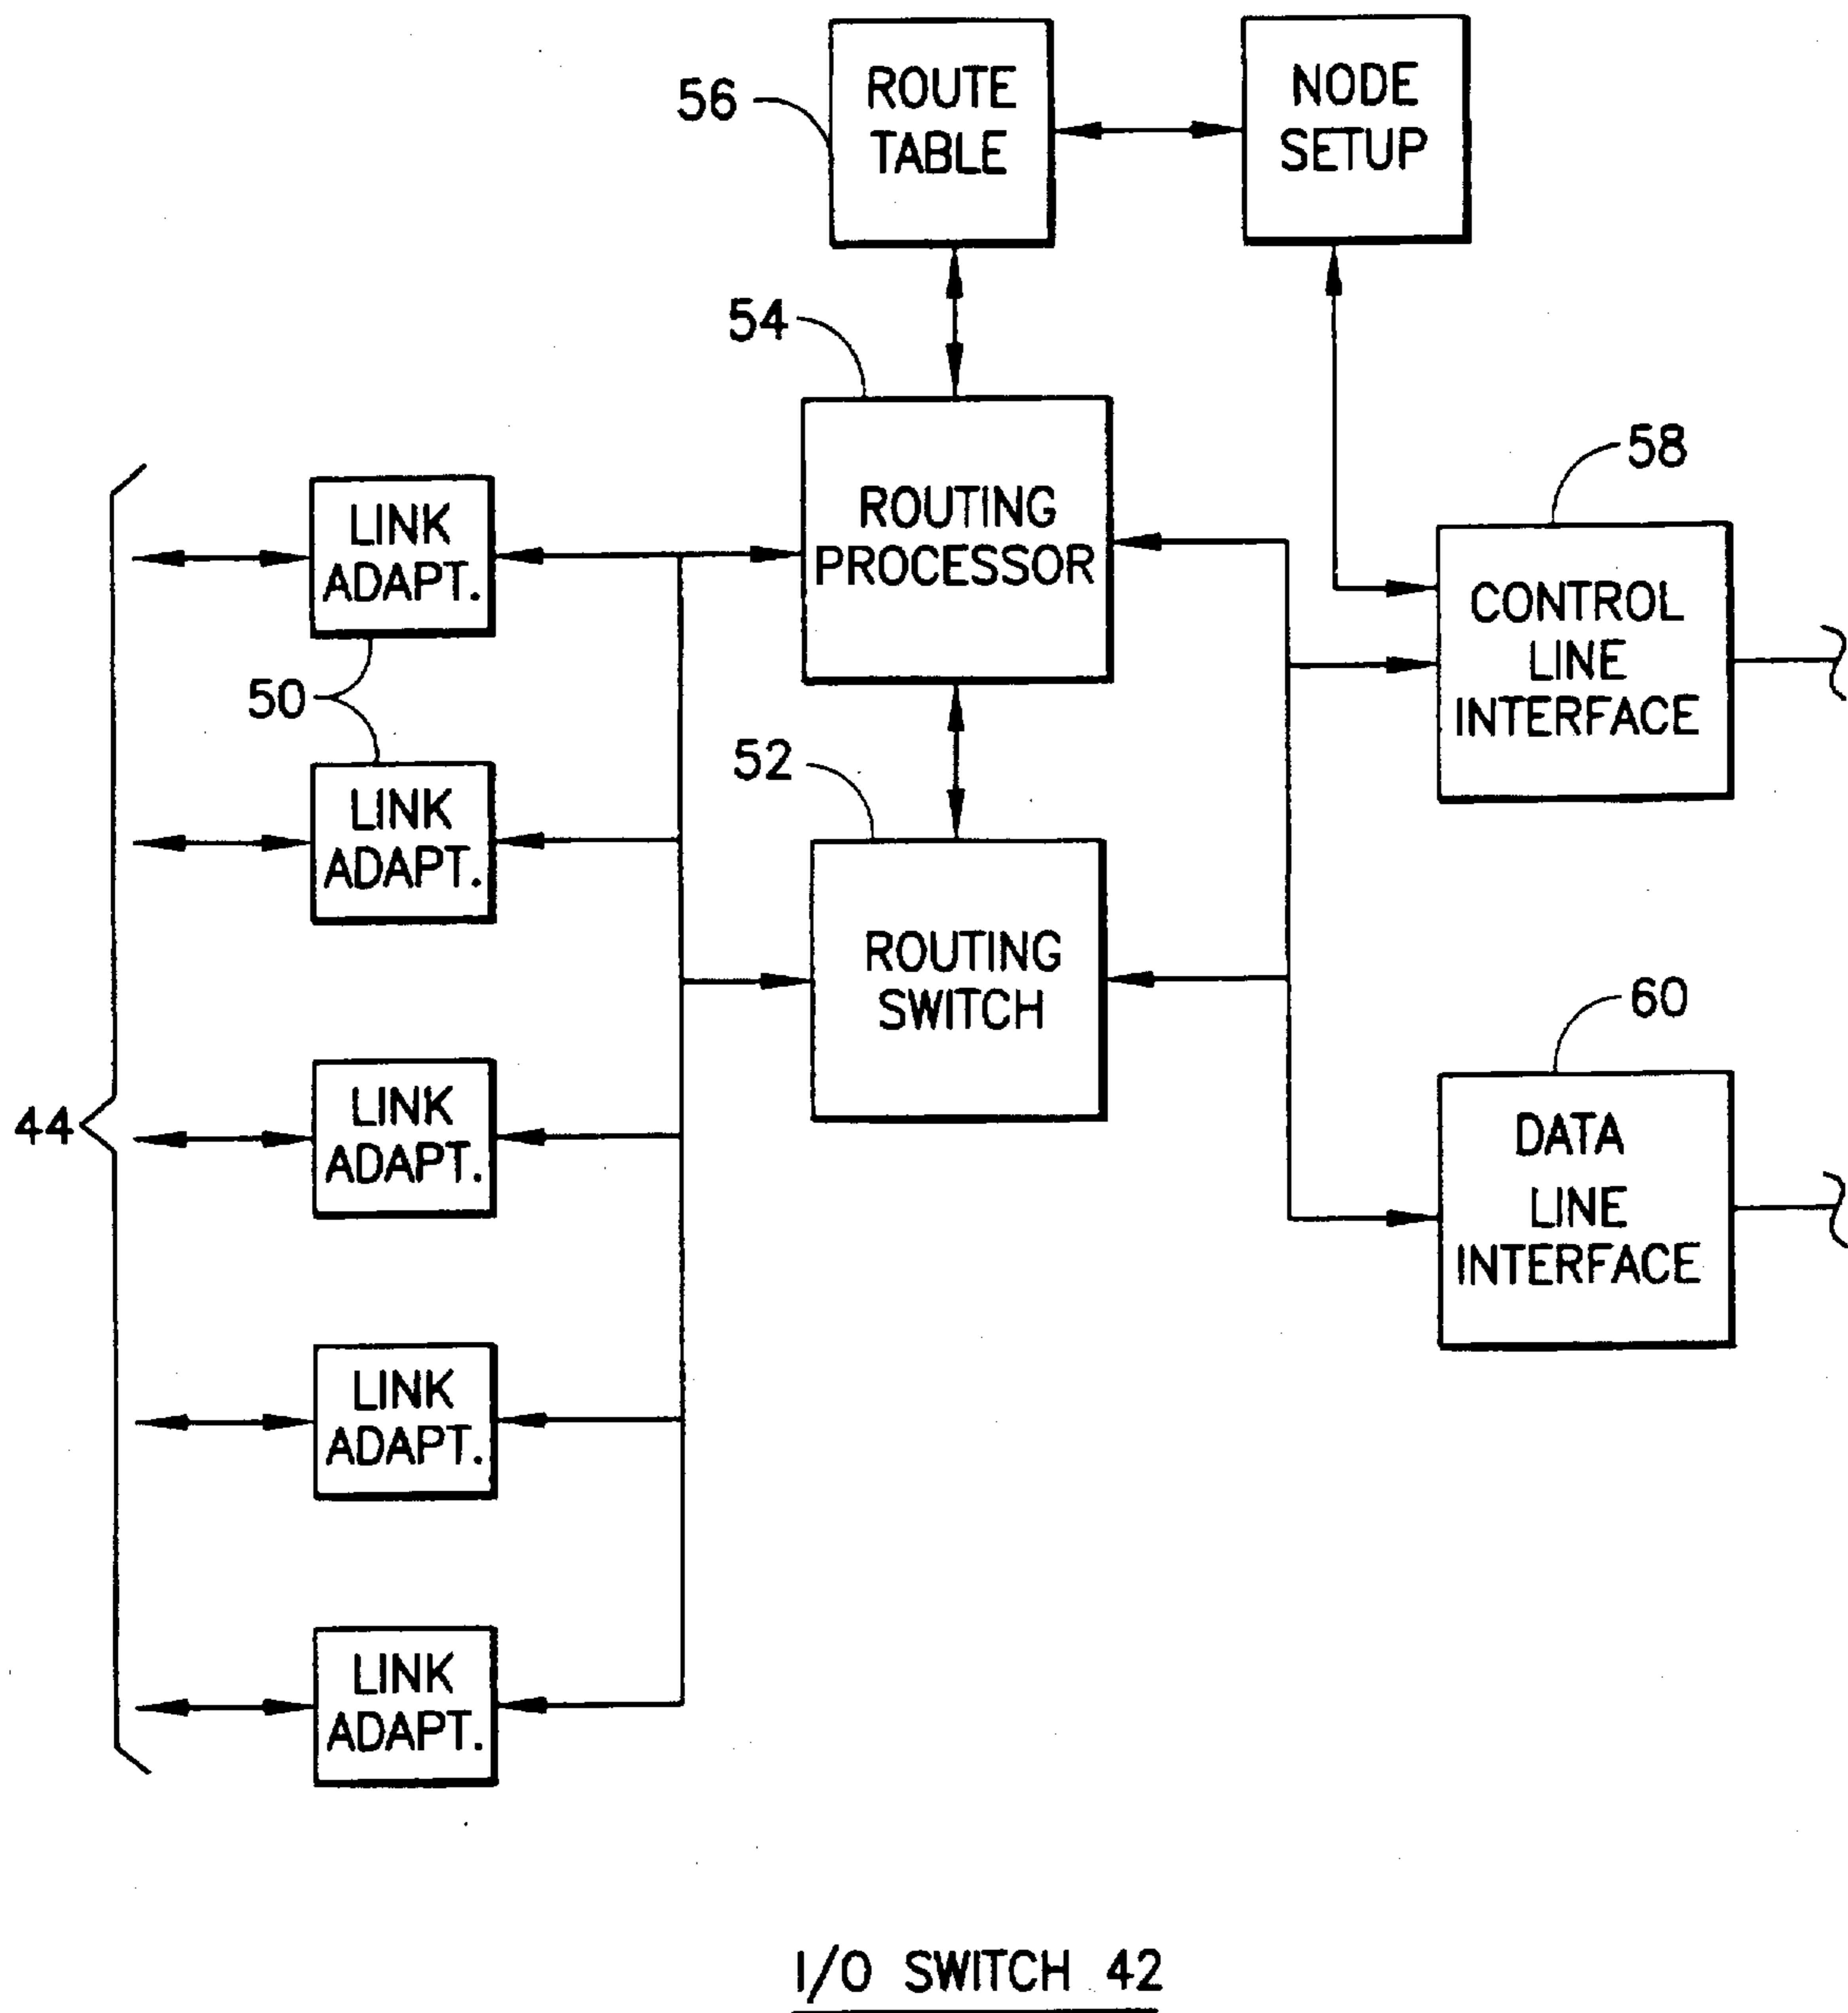 56
ROUTE
TABLE
NODE
SETUP
54
ROUTING
PROCESSOR
58
CONTROL
LINE
INTERFACE
LINK
ADAPT.
50
LINK
ADAPT.
52
ROUTING
SWITCH
60
DATA
LINE
INTERFACE
44
LINK
ADAPT.
LINK
ADAPT.
LINK
ADAPT.
I/O SWITCH 42